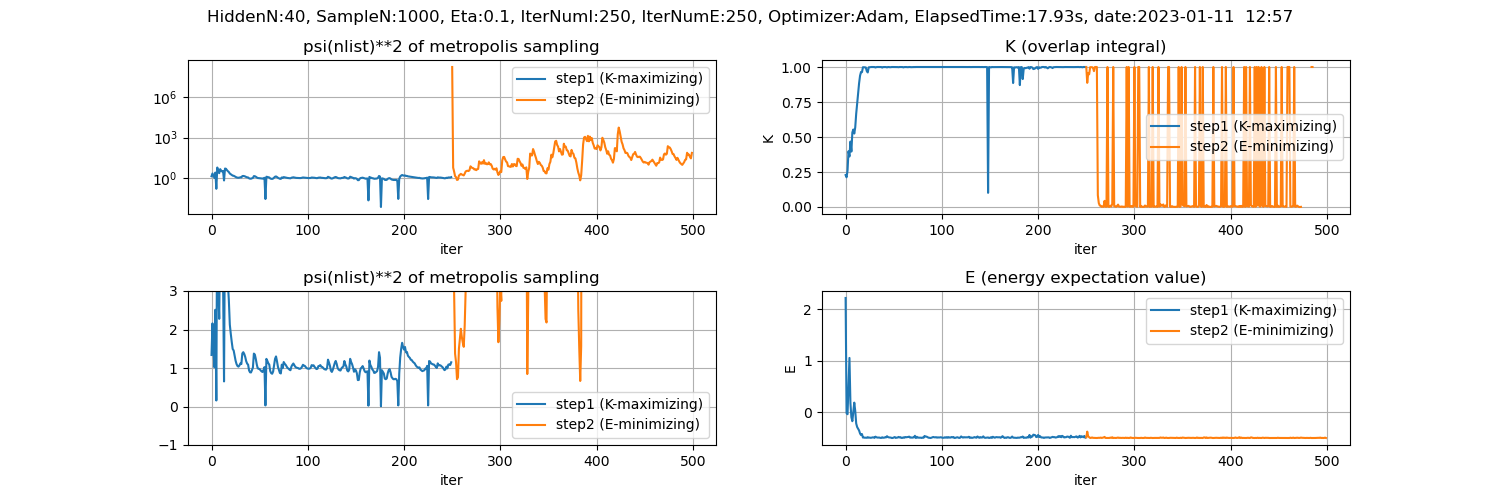 HiddenN:40, SampleN:1000, Eta:0.1, IterNumI:250, IterNumE:250, Optimizer:Adam, ElapsedTime:17.93s, date:2023-01-11  12:57
psi(nlist)**2 of metropolis sampling
10^6
10^3
10^0
step1 (K-maximizing)
step2 (E-minimizing)
0 100 200 300 400 500
iter
K (overlap integral)
K
1.00
0.75
0.50
0.25
0.00
step1 (K-maximizing)
step2 (E-minimizing)
0 100 200 300 400 500
iter
psi(nlist)**2 of metropolis sampling
3
2
1
0
−1
step1 (K-maximizing)
step2 (E-minimizing)
0 100 200 300 400 500
iter
E (energy expectation value)
E
2
1
0
step1 (K-maximizing)
step2 (E-minimizing)
0 100 200 300 400 500
iter